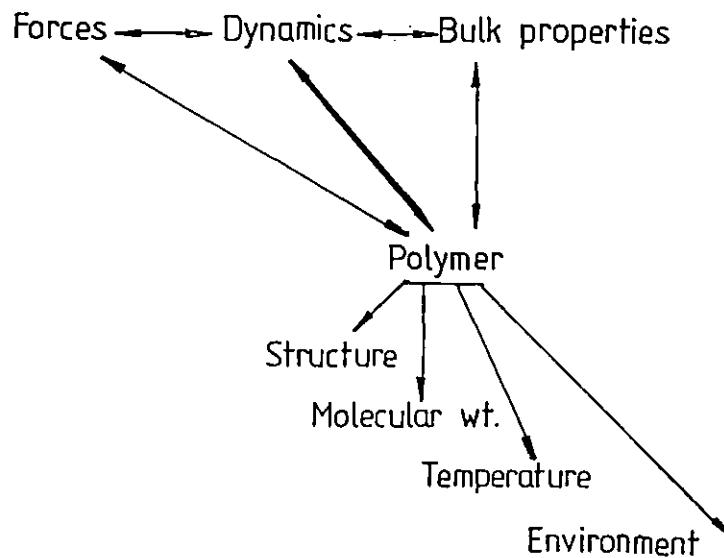 Forces Dynamics Bulk properties
Polymer
Structure
Molecular wt.
Temperature
Environment